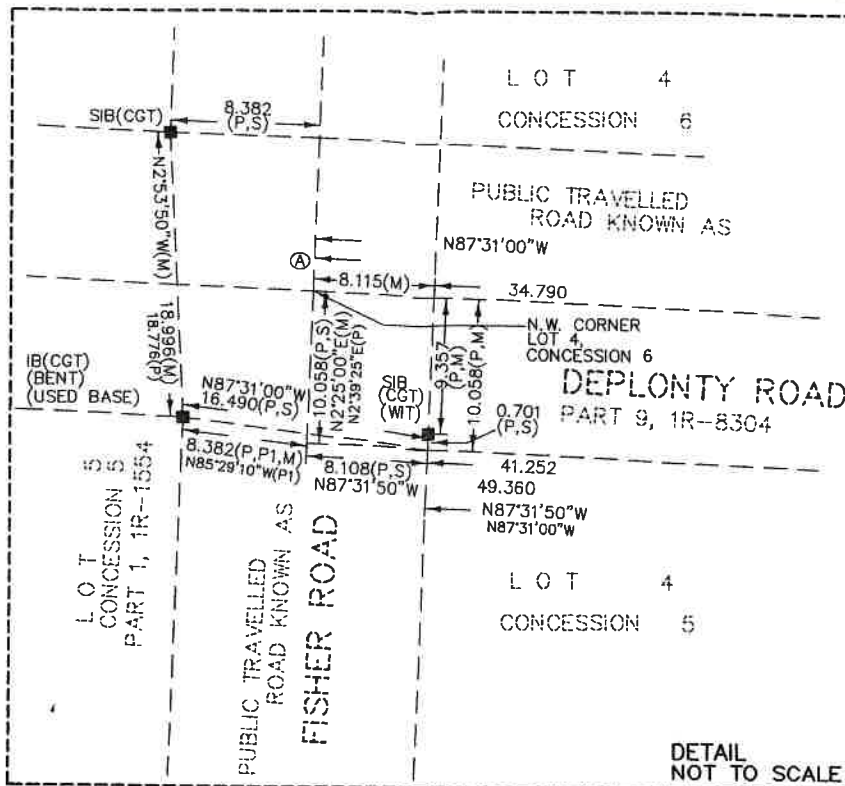 LOT 4
CONCESSION 6
SIB(CGT)
8.382
(P,S)
N2°53'50"W(M)
PUBLIC TRAVELLED
ROAD KNOWN AS
N87°31'00"W
A
8.115(M)
34.790
18.996(M)
18.776(P)
10.058(P,S)
N2°25'00"E(M)
N2°39'25"E(P)
9.357
(P,M)
10.058(P,M)
N.W. CORNER
LOT 4,
CONCESSION 6
IB(CGT)
(BENT)
(USED BASE)
N87°31'00"W
16.490(P,S)
SIB
(CGT)
(WIT)
DEPLONTY ROAD
PART 9, 1R-8304
0.701
(P,S)
8.382(P,P1,M)
N85°29'10"W(P1)
8.108(P,S)
N87°31'50"W
41.252
49.360
N87°31'50"W
N87°31'00"W
LOT 5
CONCESSION 5
PART 1, 1R-1554
PUBLIC TRAVELLED
ROAD KNOWN AS
FISHER ROAD
LOT 4
CONCESSION 5
DETAIL
NOT TO SCALE